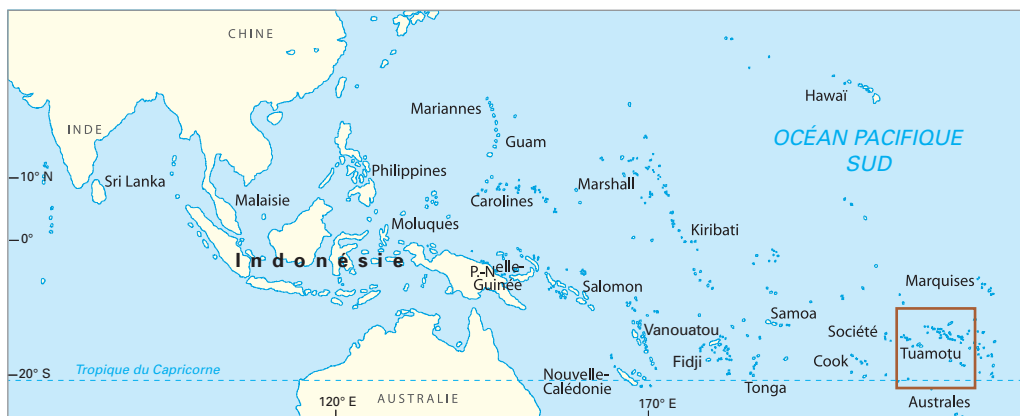 CHINE
Hawaï
Mariannes
INDE
Guam
OCÉAN PACIFIQUE
SUD
Philippines
10° N
Sri Lanka
Marshall
Malaisie
Carolines
Moluques
Kiribati
0°
Indonésie
P.-Nelle-
Guinée
Salomon
Marquises
Samoa
Vanouatou
Société
Tuamotu
Fidji
Cook
20° S
Tropique du Capricorne
Nouvelle-
Calédonie
Tonga
120° E
AUSTRALIE
170° E
Australes